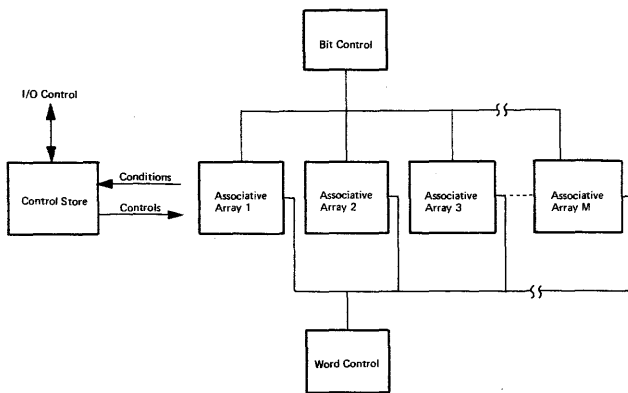 Bit Control
I/O Control
Conditions
Control Store
Controls
Associative
Array 1
Associative
Array 2
Associative
Array 3
Associative
Array M
Word Control